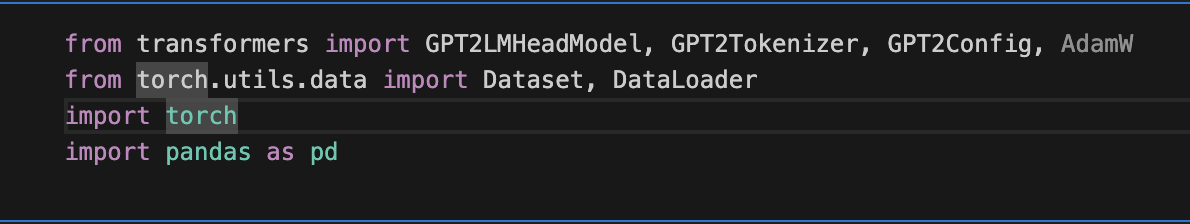 from transformers import GPT2LMHeadModel, GPT2Tokenizer, GPT2Config, AdamW
from torch.utils.data import Dataset, DataLoader
import torch
import pandas as pd